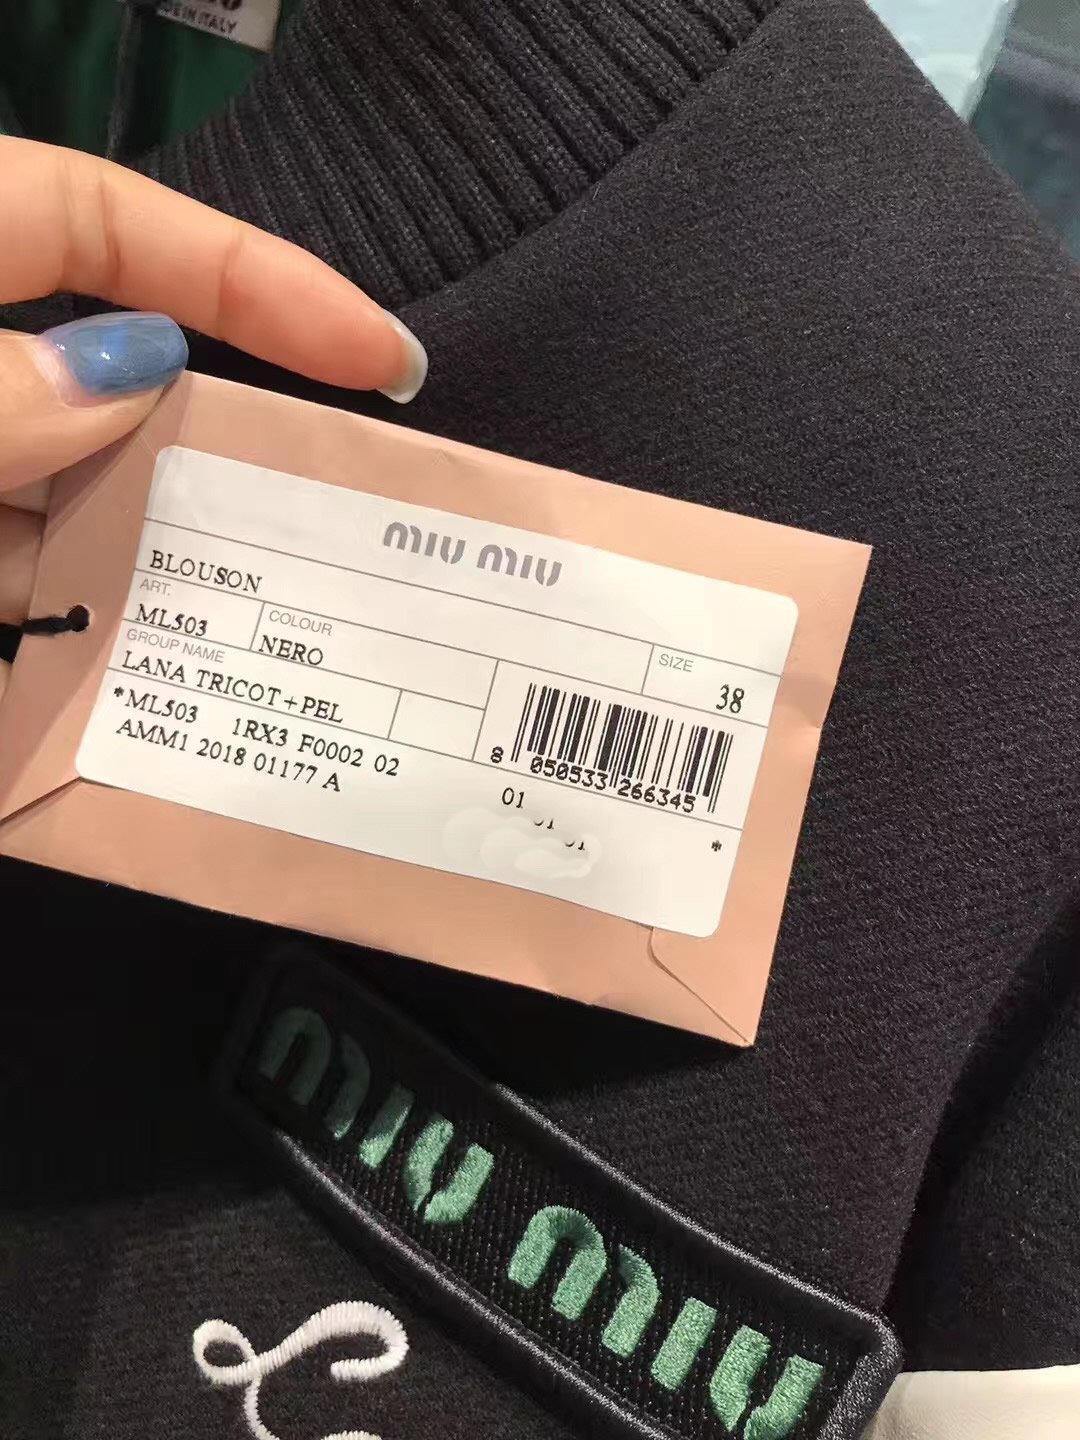 MADE IN ITALY
miu miu
BLOUSON
ART.
ML503
COLOUR
NERO
SIZE
38
GROUP NAME
LANA TRICOT+PEL
*ML503 1RX3 F0002 02
AMM1 2018 01177 A
8 050533 266345
01
*
miu miu